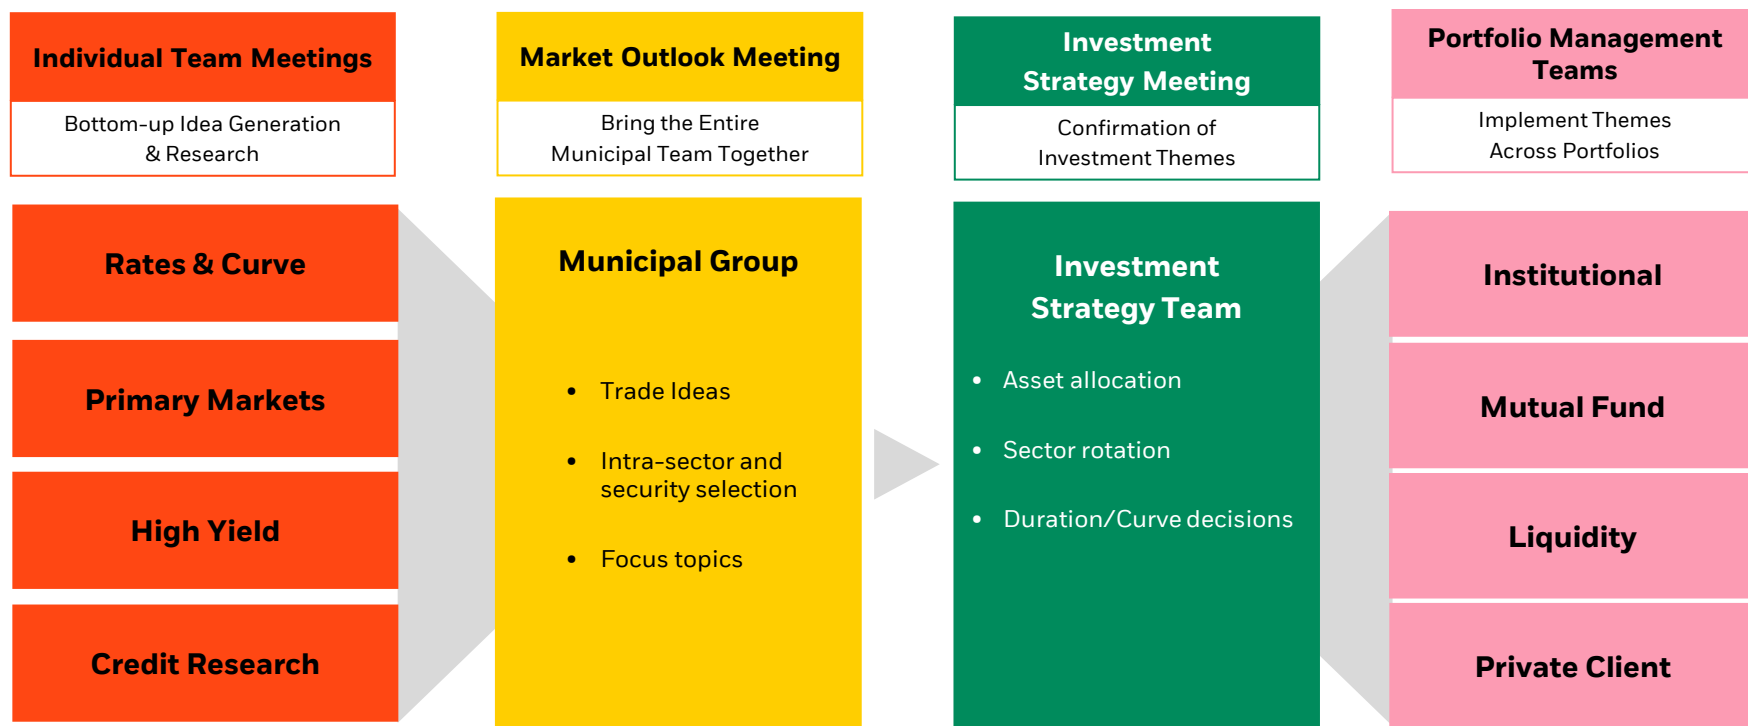 Individual Team Meetings
Bottom-up Idea Generation
& Research
Rates & Curve
Primary Markets
High Yield
Credit Research
Market Outlook Meeting
Bring the Entire
Municipal Team Together
Municipal Group
• Trade Ideas
• Intra-sector and
security selection
• Focus topics
Investment
Strategy Meeting
Confirmation of
Investment Themes
Investment
Strategy Team
• Asset allocation
• Sector rotation
• Duration/Curve decisions
Portfolio Management
Teams
Implement Themes
Across Portfolios
Institutional
Mutual Fund
Liquidity
Private Client